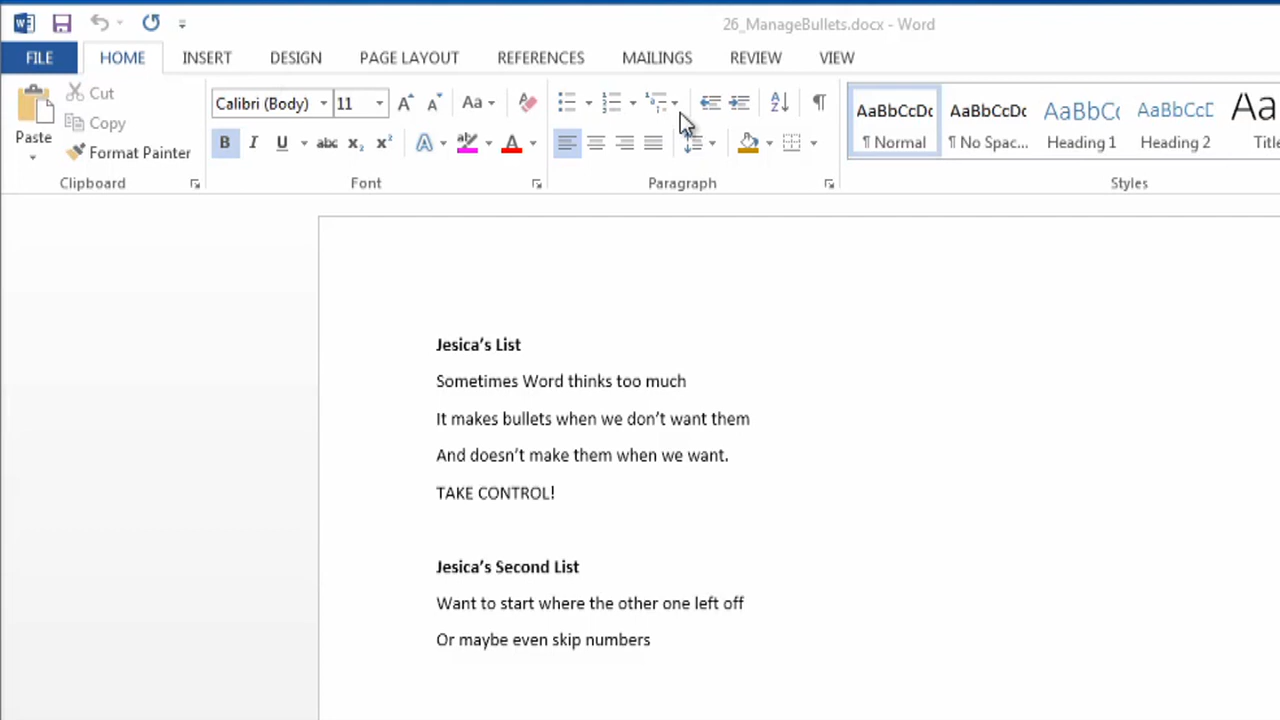 26_ManageBullets.docx - Word
FILE HOME INSERT DESIGN PAGE LAYOUT REFERENCES MAILINGS REVIEW VIEW
Paste
Cut
Copy
Format Painter
Clipboard
Calibri (Body) 11 Aa
B I U abc x₂ x² A ab A
Font
Paragraph
AaBbCcDc AaBbCcDc AaBbCc AaBbCcD Aa
¶ Normal ¶ No Spac... Heading 1 Heading 2 Title
Styles
Jesica’s List
Sometimes Word thinks too much
It makes bullets when we don’t want them
And doesn’t make them when we want.
TAKE CONTROL!
Jesica’s Second List
Want to start where the other one left off
Or maybe even skip numbers